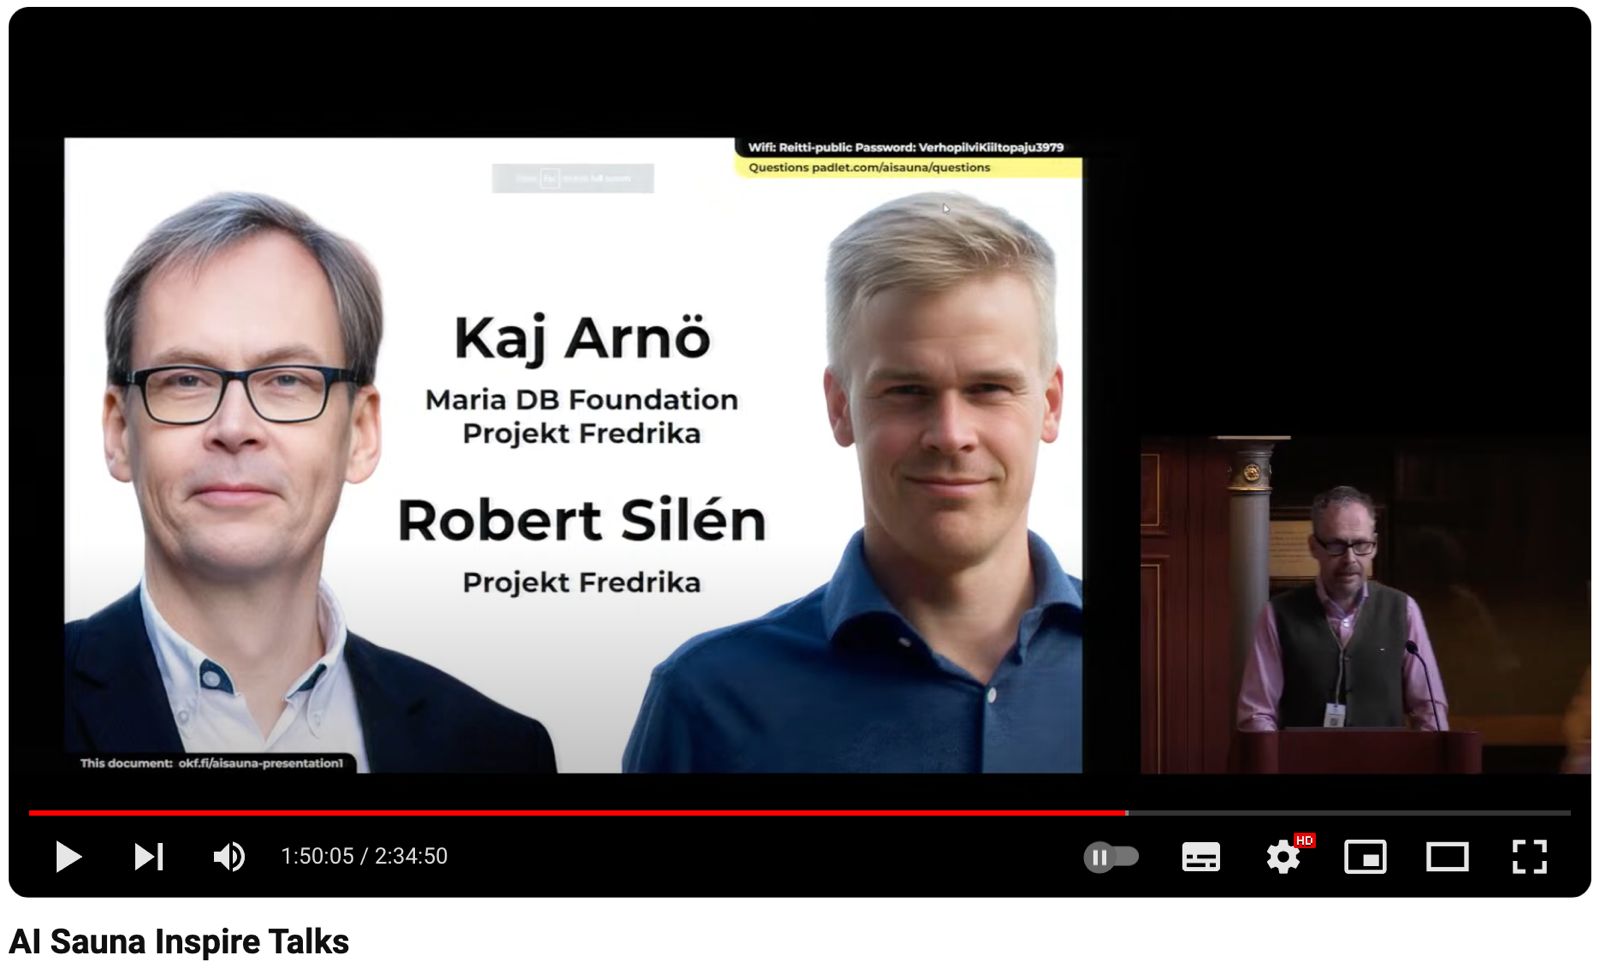 Wifi: Reitti-public Password: VerhopilviKiiltopaju3979
Questions padlet.com/aisauna/questions
Kaj Arnö
Maria DB Foundation
Projekt Fredrika
Robert Silén
Projekt Fredrika
This document: okf.fi/aisauna-presentation1
1:50:05 / 2:34:50
HD
AI Sauna Inspire Talks